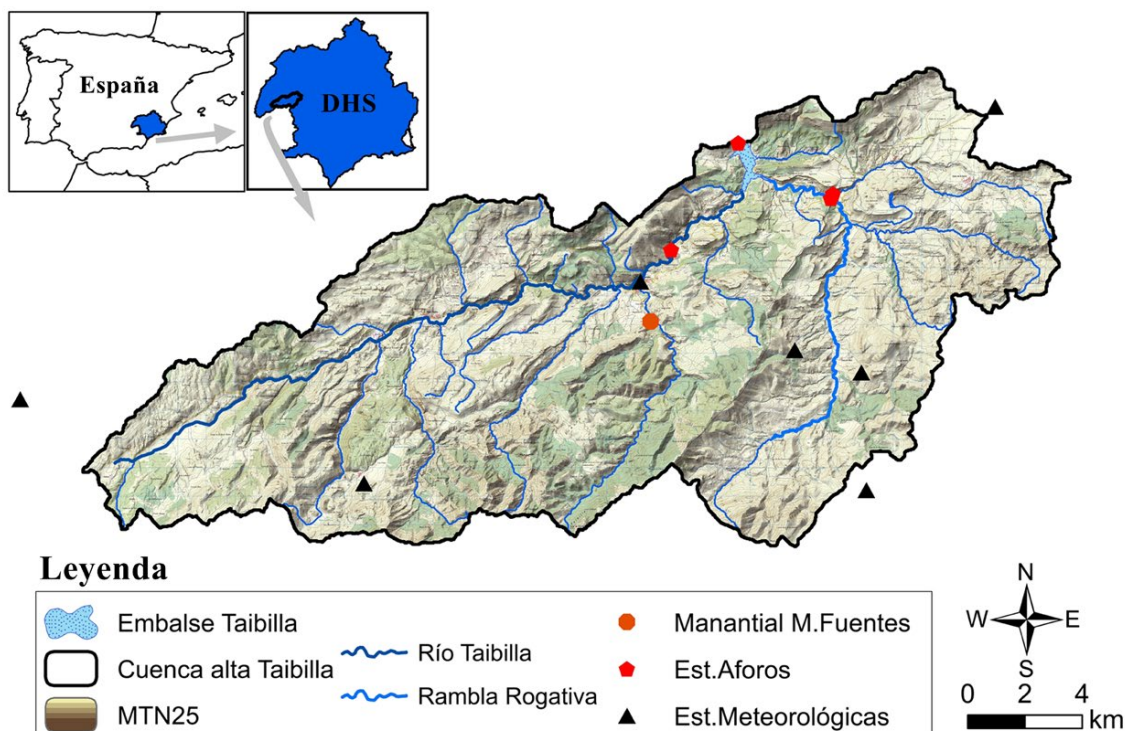 España
DHS
Leyenda
Embalse Taibilla
Cuenca alta Taibilla
MTN25
Río Taibilla
Rambla Rogativa
Manantial M.Fuentes
Est.Aforos
Est.Meteorológicas
N
W E
S
0 2 4
km